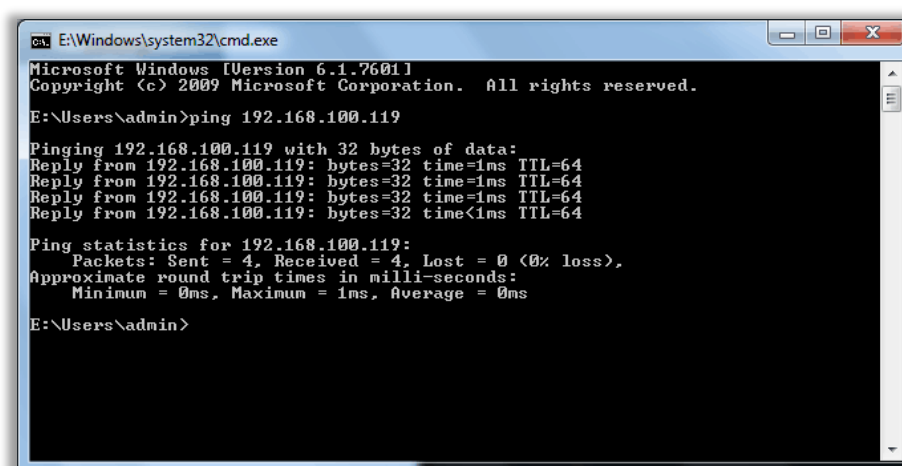 E:\Windows\system32\cmd.exe
Microsoft Windows [Version 6.1.7601]
Copyright (c) 2009 Microsoft Corporation.  All rights reserved.
E:\Users\admin>ping 192.168.100.119
Pinging 192.168.100.119 with 32 bytes of data:
Reply from 192.168.100.119: bytes=32 time=1ms TTL=64
Reply from 192.168.100.119: bytes=32 time=1ms TTL=64
Reply from 192.168.100.119: bytes=32 time=1ms TTL=64
Reply from 192.168.100.119: bytes=32 time<1ms TTL=64
Ping statistics for 192.168.100.119:
    Packets: Sent = 4, Received = 4, Lost = 0 (0% loss),
Approximate round trip times in milli-seconds:
    Minimum = 0ms, Maximum = 1ms, Average = 0ms
E:\Users\admin>